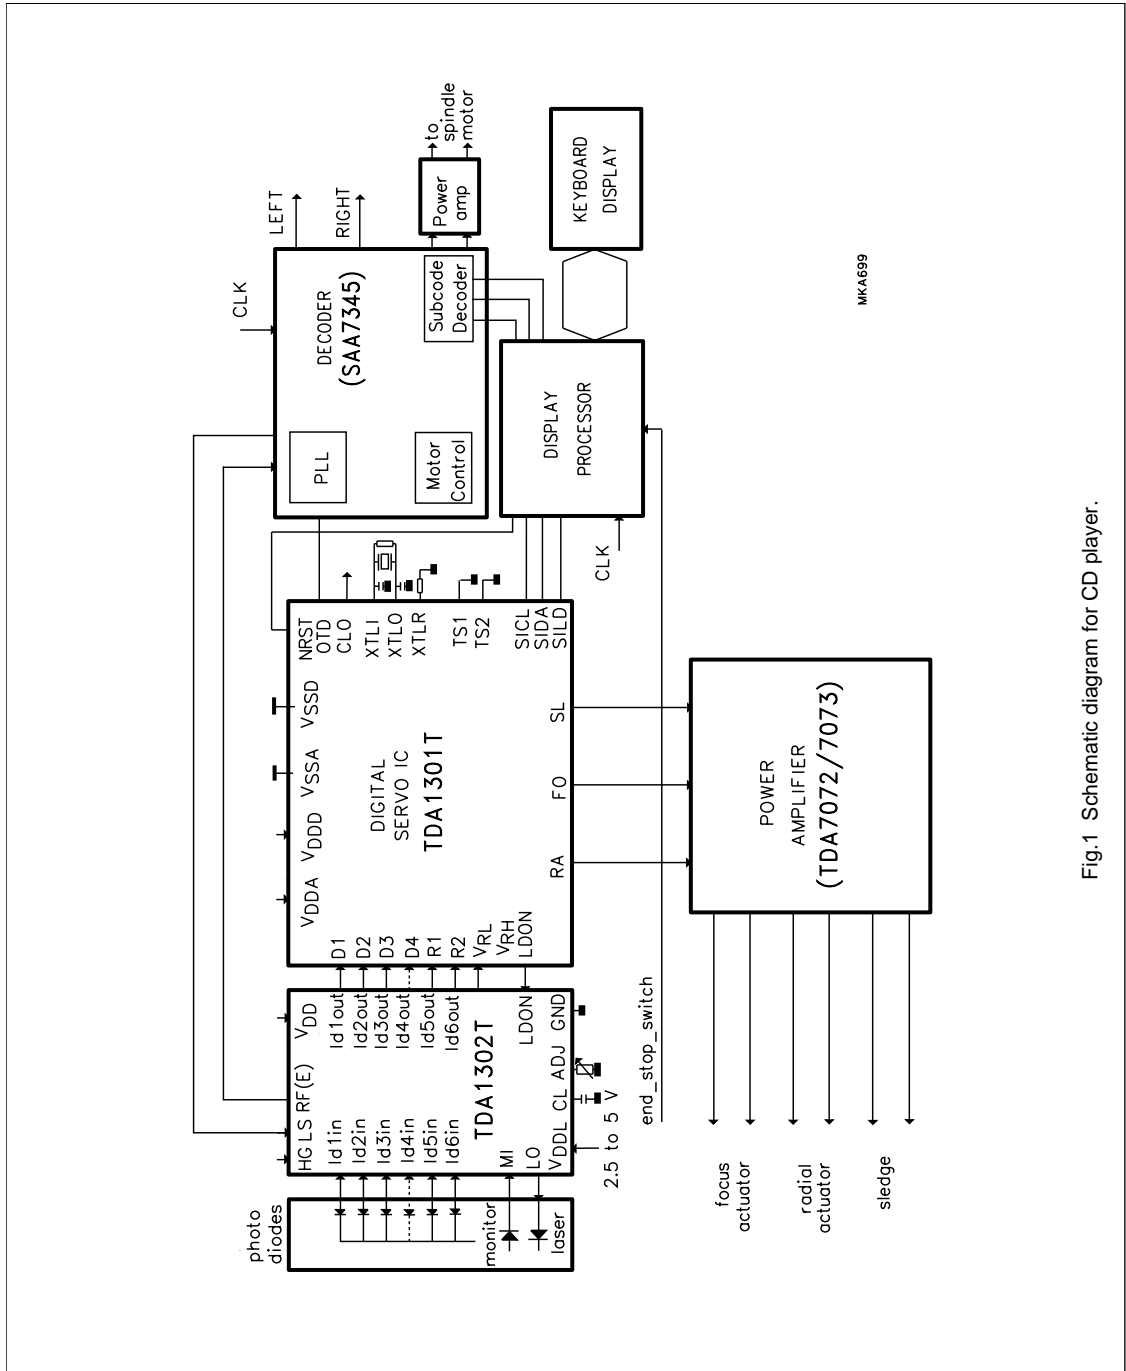 photo
diodes
monitor
laser
HG
LS
RF(E)
VDD
Id1in
Id2in
Id3in
Id4in
Id5in
Id6in
MI
LO
Id1out
Id2out
Id3out
Id4out
Id5out
Id6out
TDA1302T
LDON
VDDL
CL
ADJ
GND
2.5 to 5 V
VDDA
VDDD
VSSA
VSSD
D1
D2
D3
D4
R1
R2
VRL
VRH
LDON
DIGITAL
SERVO IC
TDA1301T
RA
FO
SL
NRST
OTD
CLO
XTLI
XTLO
XTLR
TS1
TS2
SICL
SIDA
SILD
CLK
LEFT
RIGHT
DECODER
(SAA7345)
PLL
Motor
Control
Subcode
Decoder
Power
amp
to
spindle
motor
DISPLAY
PROCESSOR
CLK
KEYBOARD
DISPLAY
end_stop_switch
POWER
AMPLIFIER
(TDA7072/7073)
focus
actuator
radial
actuator
sledge
MKA699
Fig.1 Schematic diagram for CD player.